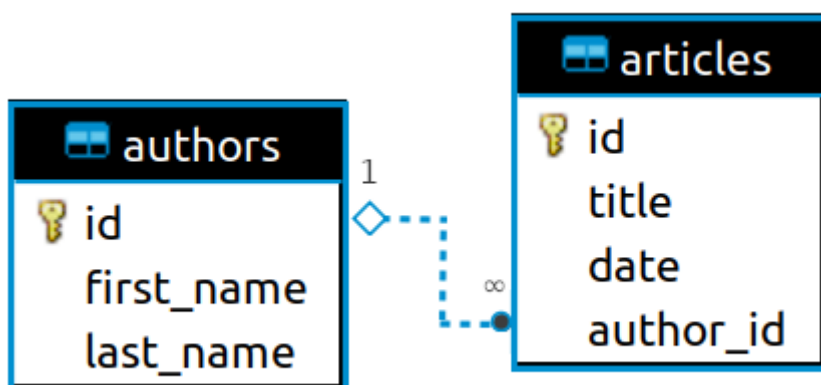 authors
id
first_name
last_name
1
∞
articles
id
title
date
author_id